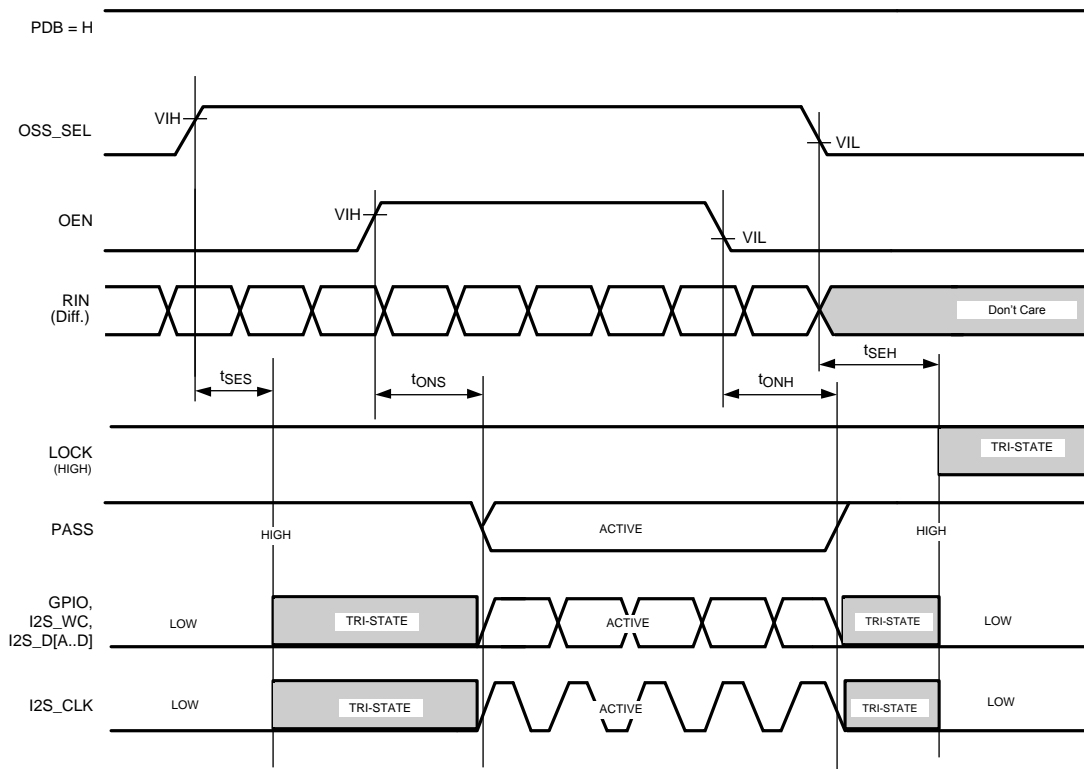 PDB = H
VIH
OSS_SEL
VIL
VIH
OEN
VIL
RIN
(Diff.)
Don't Care
tSES
tONS
tONH
tSEH
LOCK
(HIGH)
TRI-STATE
PASS
HIGH
ACTIVE
HIGH
GPIO,
I2S_WC,
I2S_D[A..D]
LOW
TRI-STATE
ACTIVE
TRI-STATE
LOW
I2S_CLK
LOW
TRI-STATE
ACTIVE
TRI-STATE
LOW